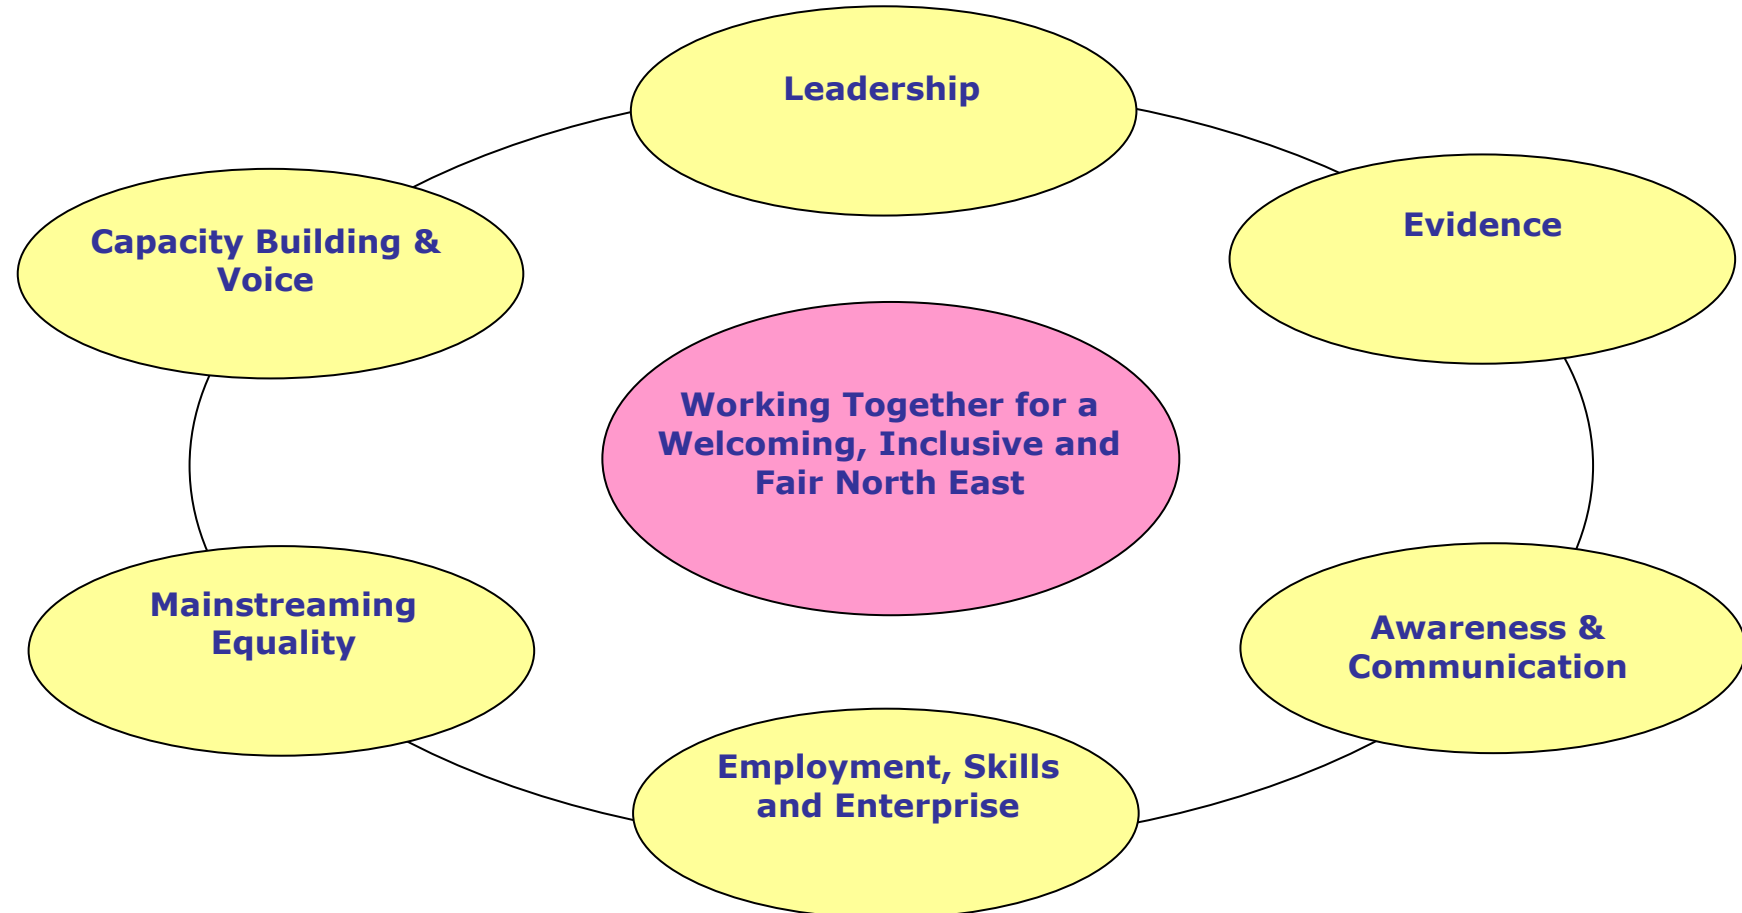 Leadership
Evidence
Capacity Building &
Voice
Working Together for a
Welcoming, Inclusive and
Fair North East
Mainstreaming
Equality
Awareness &
Communication
Employment, Skills
and Enterprise